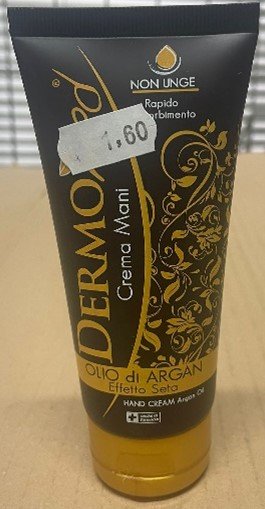 NON UNGE
Rapido
1,60
DERMO
Crema Mani
OLIO di ARGAN
Effetto Seta
HAND CREAM Argan Oil